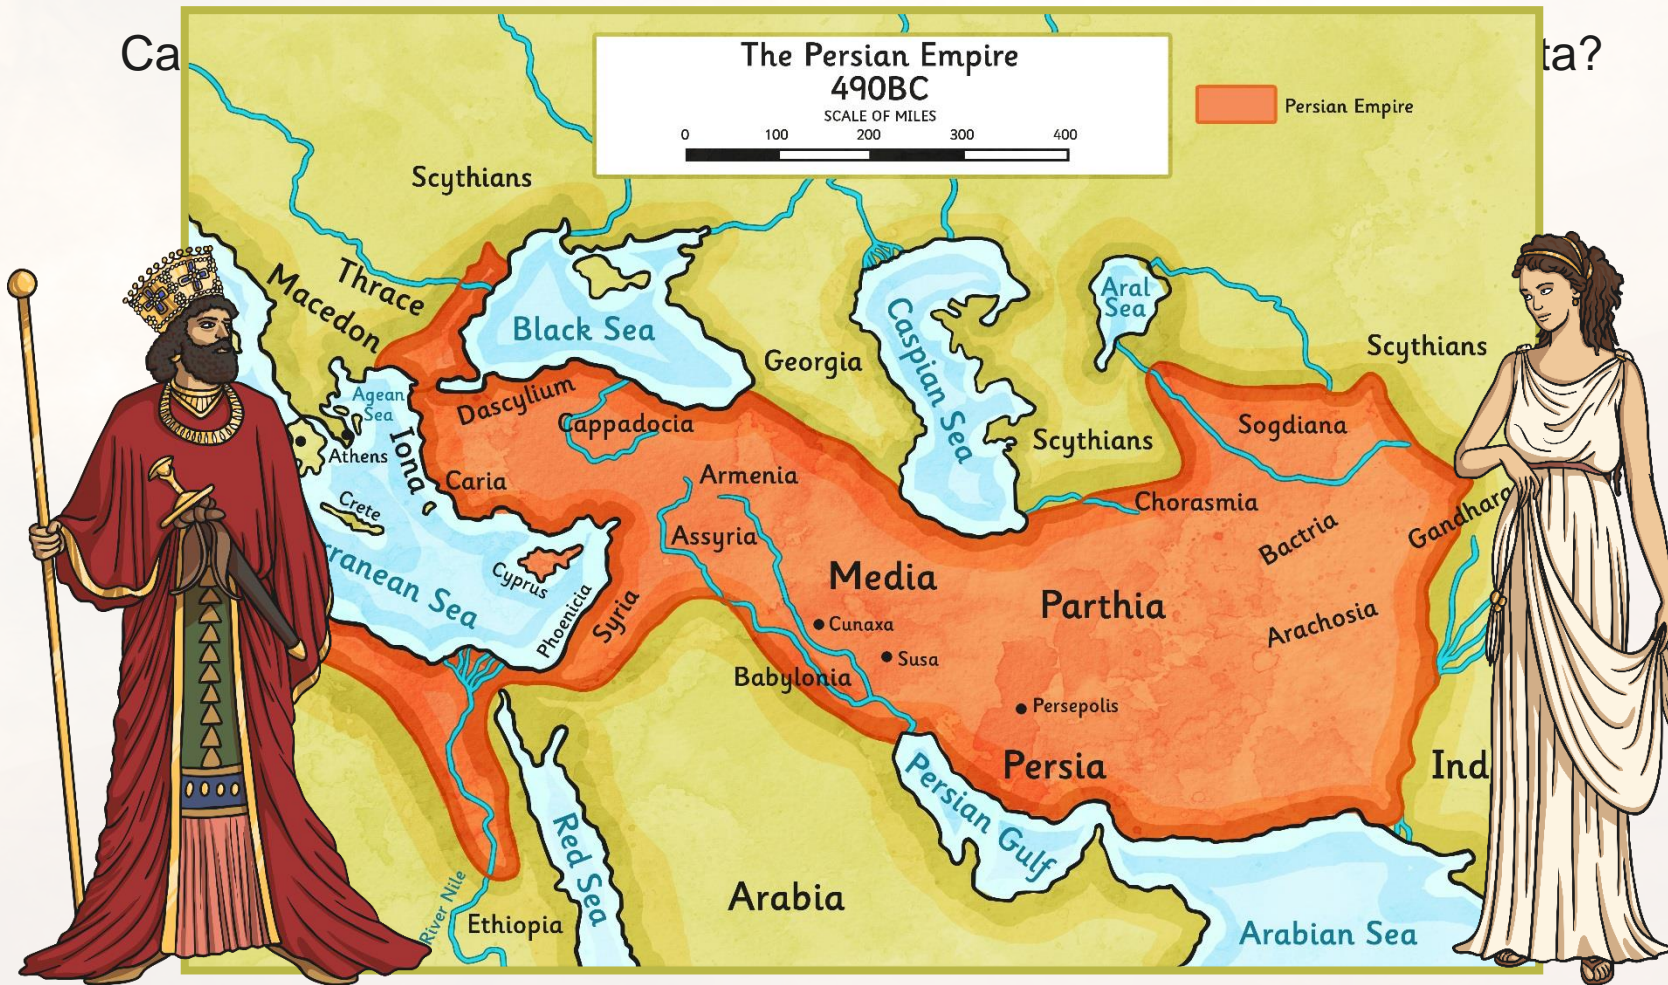 Ca
ta?
The Persian Empire
490BC
SCALE OF MILES
0 100 200 300 400
Persian Empire
Scythians
Thrace
Macedon
Black Sea
Georgia
Caspian Sea
Aral
Sea
Scythians
Agean
Sea
Dascylium
Cappadocia
Scythians
Sogdiana
Athens
Iona
Caria
Armenia
Chorasmia
Gandhara
Crete
Assyria
Bactria
rranean Sea
Cyprus
Media
Parthia
Phoenicia
Syria
Cunaxa
Arachosia
Susa
Babylonia
Persepolis
Persia
Ind
Persian Gulf
Red Sea
River Nile
Ethiopia
Arabia
Arabian Sea